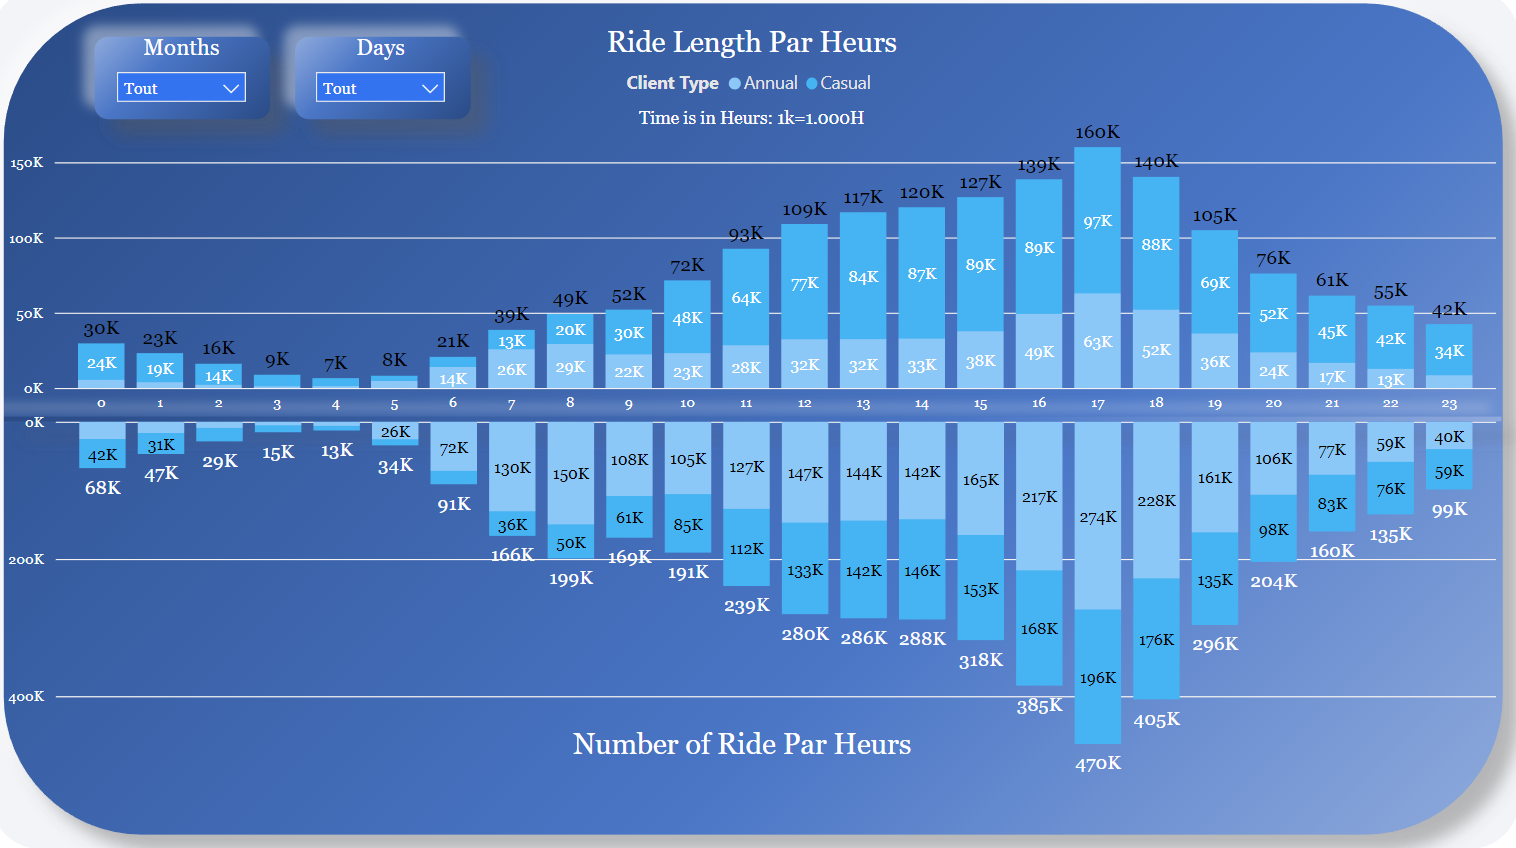 Months
Tout
Days
Tout
Ride Length Par Heurs
Client Type Annual Casual
Time is in Heurs: 1k=1.000H
150K
100K
50K
0K
30K 23K 16K 9K 7K 8K 21K 39K 49K 52K 72K 93K 109K 117K 120K 127K 139K 160K 140K 105K 76K 61K 55K 42K
24K 19K 14K 13K 20K 30K 48K 64K 77K 84K 87K 89K 89K 97K 88K 69K 52K 45K 42K 34K
14K 26K 29K 22K 23K 28K 32K 32K 33K 38K 49K 63K 52K 36K 24K 17K 13K
0 1 2 3 4 5 6 7 8 9 10 11 12 13 14 15 16 17 18 19 20 21 22 23
0K
200K
400K
26K 72K 130K 150K 108K 105K 127K 147K 144K 142K 165K 217K 274K 228K 161K 106K 77K 59K 40K
42K 31K 36K 50K 61K 85K 112K 133K 142K 146K 153K 168K 196K 176K 135K 98K 83K 76K 59K
68K 47K 29K 15K 13K 34K 91K 166K 199K 169K 191K 239K 280K 286K 288K 318K 385K 470K 405K 296K 204K 160K 135K 99K
Number of Ride Par Heurs